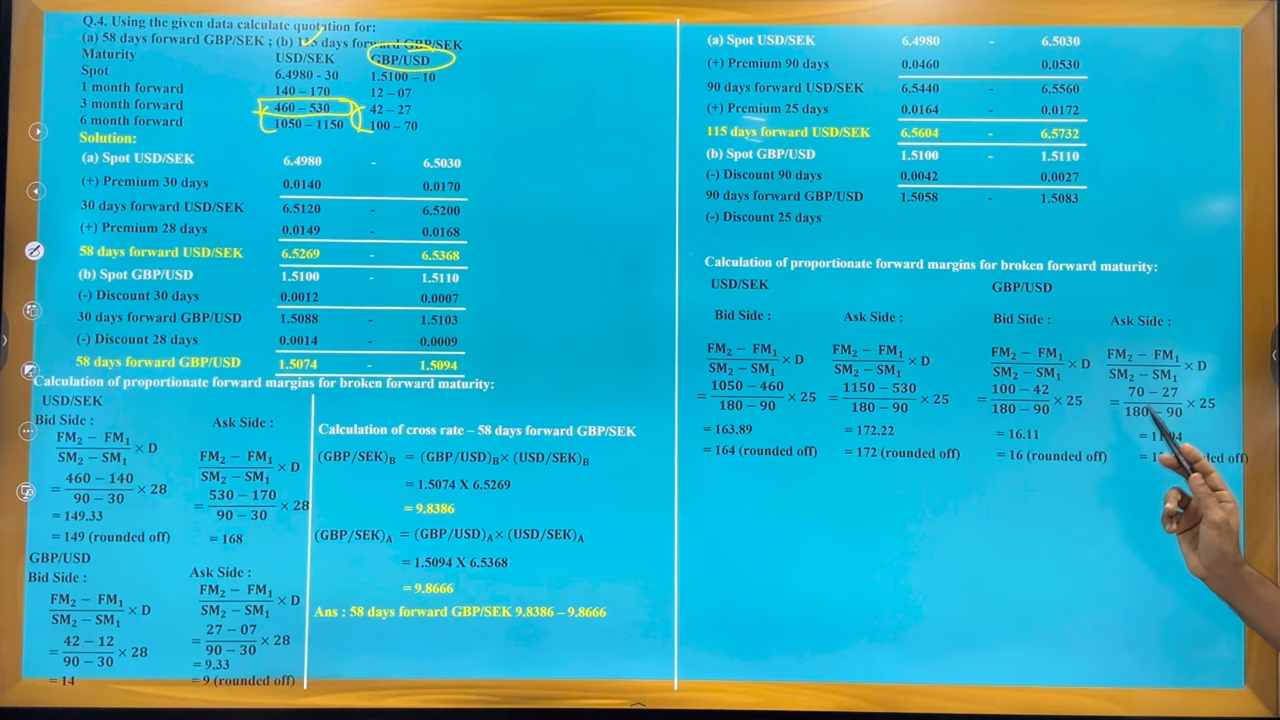 Q.4. Using the given data calculate quotation for:
(a) 58 days forward GBP/SEK ; (b) 115 days forward GBP/SEK
Maturity USD/SEK GBP/USD
Spot 6.4980 - 30 1.5100 – 10
1 month forward 140 – 170 12 – 07
3 month forward 460 – 530 42 – 27
6 month forward 1050 – 1150 100 – 70
Solution:
(a) Spot USD/SEK 6.4980 - 6.5030
(+) Premium 30 days 0.0140 0.0170
30 days forward USD/SEK 6.5120 - 6.5200
(+) Premium 28 days 0.0149 - 0.0168
58 days forward USD/SEK 6.5269 - 6.5368
(b) Spot GBP/USD 1.5100 - 1.5110
(-) Discount 30 days 0.0012 0.0007
30 days forward GBP/USD 1.5088 - 1.5103
(-) Discount 28 days 0.0014 - 0.0009
58 days forward GBP/USD 1.5074 - 1.5094
Calculation of proportionate forward margins for broken forward maturity:
USD/SEK
Bid Side :
FM₂ – FM₁
SM₂ – SM₁ × D
= 460 – 140
90 – 30 × 28
= 149.33
= 149 (rounded off)
Ask Side :
FM₂ – FM₁
SM₂ – SM₁ × D
= 530 – 170
90 – 30 × 28
= 168
GBP/USD
Bid Side :
FM₂ – FM₁
SM₂ – SM₁ × D
= 42 – 12
90 – 30 × 28
= 14
Ask Side :
FM₂ – FM₁
SM₂ – SM₁ × D
= 27 – 07
90 – 30 × 28
= 9.33
= 9 (rounded off)
Calculation of cross rate – 58 days forward GBP/SEK
(GBP/SEK)B = (GBP/USD)B× (USD/SEK)B
= 1.5074 X 6.5269
= 9.8386
(GBP/SEK)A = (GBP/USD)A× (USD/SEK)A
= 1.5094 X 6.5368
= 9.8666
Ans : 58 days forward GBP/SEK 9.8386 – 9.8666
(a) Spot USD/SEK 6.4980 - 6.5030
(+) Premium 90 days 0.0460 0.0530
90 days forward USD/SEK 6.5440 - 6.5560
(+) Premium 25 days 0.0164 - 0.0172
115 days forward USD/SEK 6.5604 - 6.5732
(b) Spot GBP/USD 1.5100 - 1.5110
(-) Discount 90 days 0.0042 0.0027
90 days forward GBP/USD 1.5058 - 1.5083
(-) Discount 25 days
Calculation of proportionate forward margins for broken forward maturity:
USD/SEK
Bid Side :
FM₂ – FM₁
SM₂ – SM₁ × D
= 1050 – 460
180 – 90 × 25
= 163.89
= 164 (rounded off)
Ask Side :
FM₂ – FM₁
SM₂ – SM₁ × D
= 1150 – 530
180 – 90 × 25
= 172.22
= 172 (rounded off)
GBP/USD
Bid Side :
FM₂ – FM₁
SM₂ – SM₁ × D
= 100 – 42
180 – 90 × 25
= 16.11
= 16 (rounded off)
Ask Side :
FM₂ – FM₁
SM₂ – SM₁ × D
= 70 – 27
180 – 90 × 25